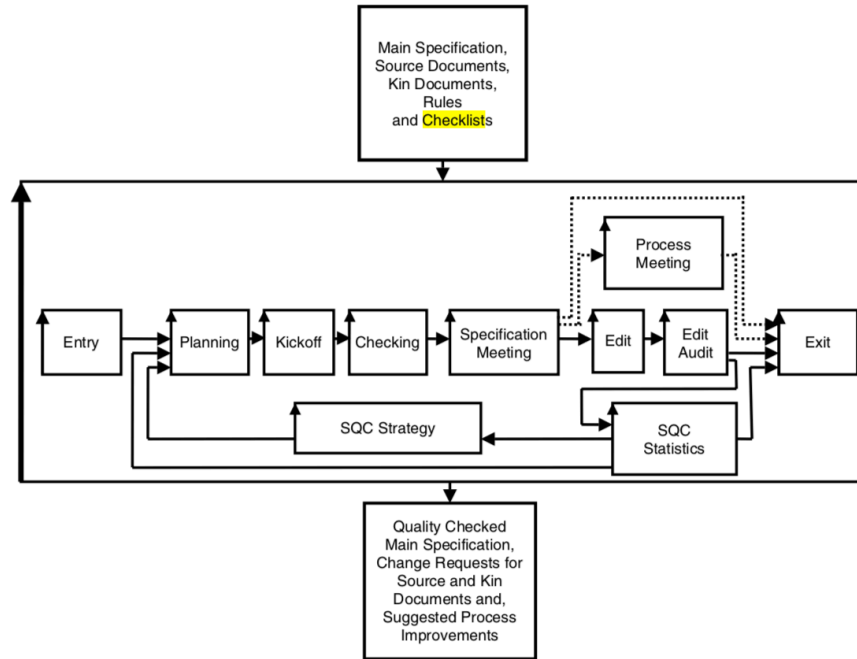 Main Specification,
Source Documents,
Kin Documents,
Rules
and Checklists
Process
Meeting
Entry
Planning
Kickoff
Checking
Specification
Meeting
Edit
Edit
Audit
Exit
SQC Strategy
SQC
Statistics
Quality Checked
Main Specification,
Change Requests for
Source and Kin
Documents and,
Suggested Process
Improvements